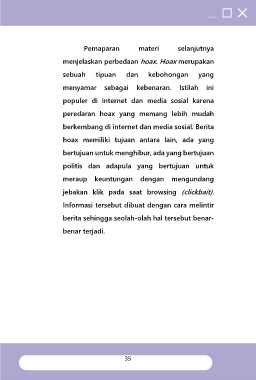 Pemaparan materi selanjutnya
menjelaskan perbedaan hoax. Hoax merupakan
sebuah tipuan dan kebohongan yang
menyamar sebagai kebenaran. Istilah ini
populer di internet dan media sosial karena
peredaran hoax yang memang lebih mudah
berkembang di internet dan media sosial. Berita
hoax memiliki tujuan antara lain, ada yang
bertujuan untuk menghibur, ada yang bertujuan
politis dan adapula yang bertujuan untuk
meraup keuntungan dengan mengundang
jebakan klik pada saat browsing (clickbait).
Informasi tersebut dibuat dengan cara melintir
berita sehingga seolah-olah hal tersebut benar-
benar terjadi.
35